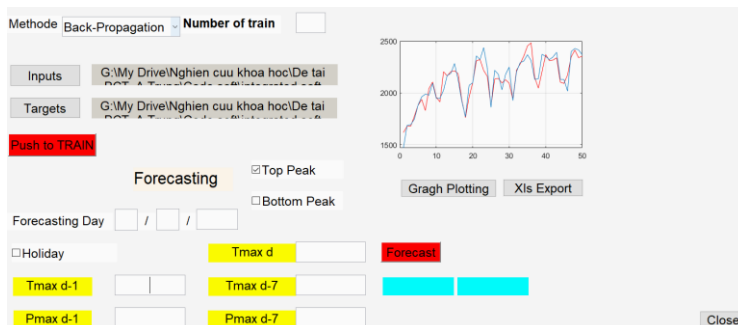 Methode Back-Propagation Number of train
Inputs G:\My Drive\Nghien cuu khoa hoc\De tai
Targets G:\My Drive\Nghien cuu khoa hoc\De tai
Push to TRAIN
2500
2000
1500
0 10 20 30 40 50
Forecasting
Top Peak
Bottom Peak
Gragh Plotting Xls Export
Forecasting Day / /
Holiday Tmax d Forecast
Tmax d-1 Tmax d-7
Pmax d-1 Pmax d-7
Close